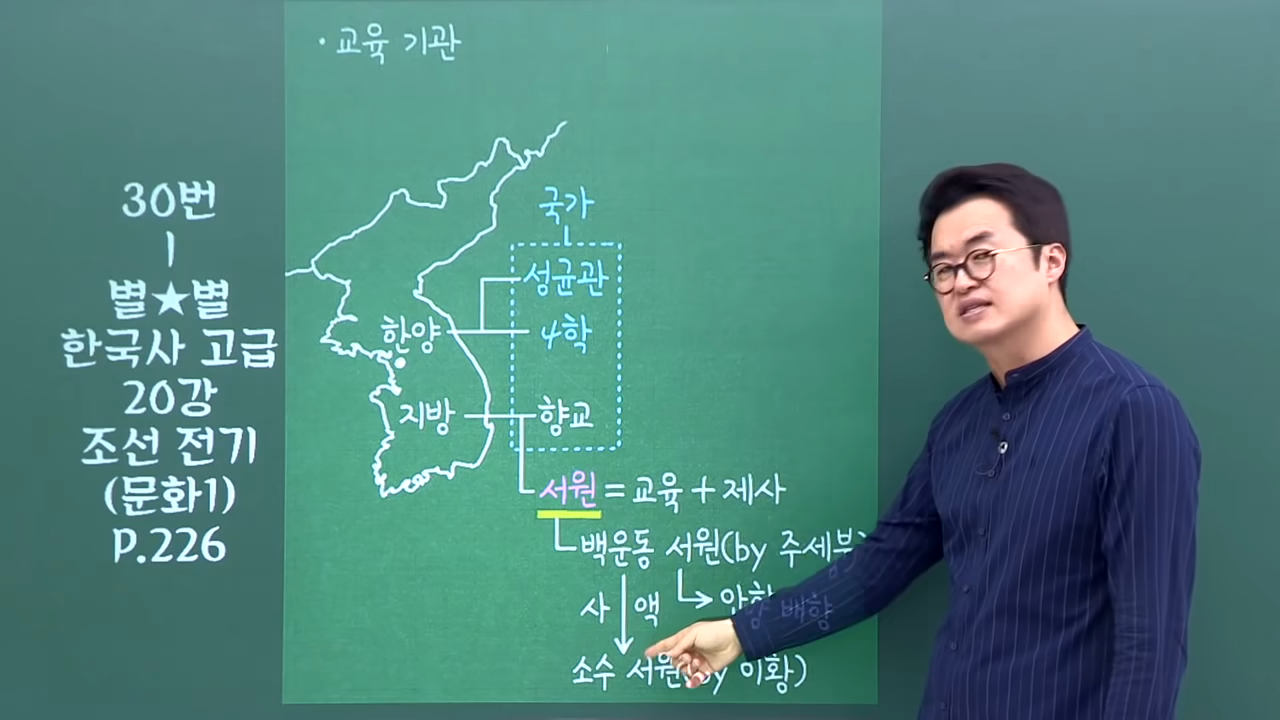 30번
|
별★별
한국사 고급
20강
조선 전기
(문화1)
P.226
· 교육 기관
국가
성균관
한양
4학
지방
향교
서원 = 교육 + 제사
백운동 서원(by 주세붕)
사 액
안향 배향
소수 서원(by 이황)